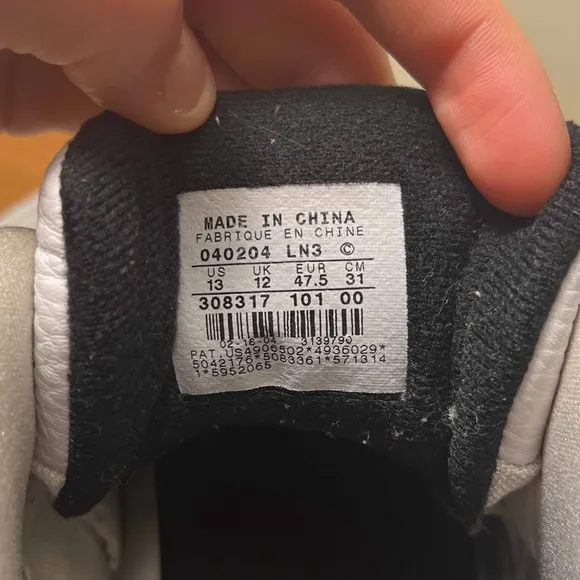 MADE IN CHINA
FABRIQUE EN CHINE
040204 LN3 ©
US UK EUR CM
13 12 47.5 31
308317 101 00
02-16-04 3139790
PAT.US4906502*4936029*
5042176*5083361*571314
1*5952065